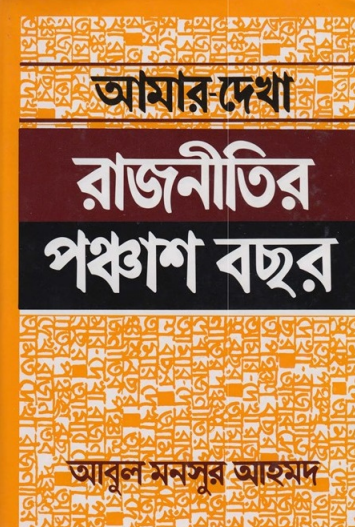 আমার-দেখা
রাজনীতির
পঞ্চাশ বছর
আবুল মনসুর আহমদ